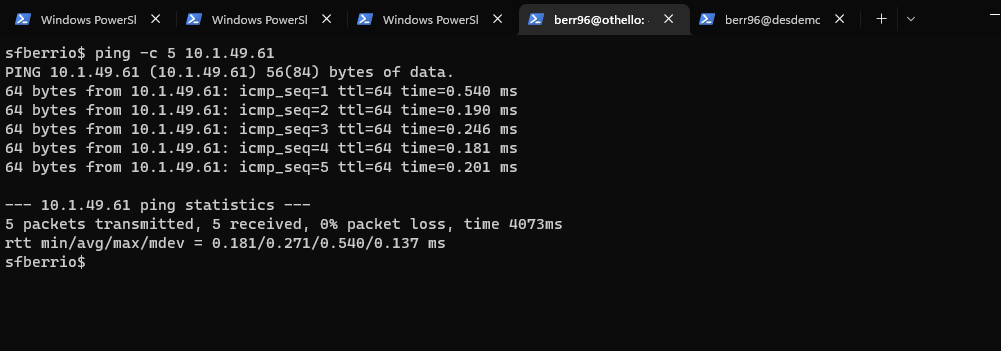 Windows PowerSl
Windows PowerSl
Windows PowerSl
berr96@othello:
berr96@desdemc
sfberrio$ ping -c 5 10.1.49.61
PING 10.1.49.61 (10.1.49.61) 56(84) bytes of data.
64 bytes from 10.1.49.61: icmp_seq=1 ttl=64 time=0.540 ms
64 bytes from 10.1.49.61: icmp_seq=2 ttl=64 time=0.190 ms
64 bytes from 10.1.49.61: icmp_seq=3 ttl=64 time=0.246 ms
64 bytes from 10.1.49.61: icmp_seq=4 ttl=64 time=0.181 ms
64 bytes from 10.1.49.61: icmp_seq=5 ttl=64 time=0.201 ms
--- 10.1.49.61 ping statistics ---
5 packets transmitted, 5 received, 0% packet loss, time 4073ms
rtt min/avg/max/mdev = 0.181/0.271/0.540/0.137 ms
sfberrio$